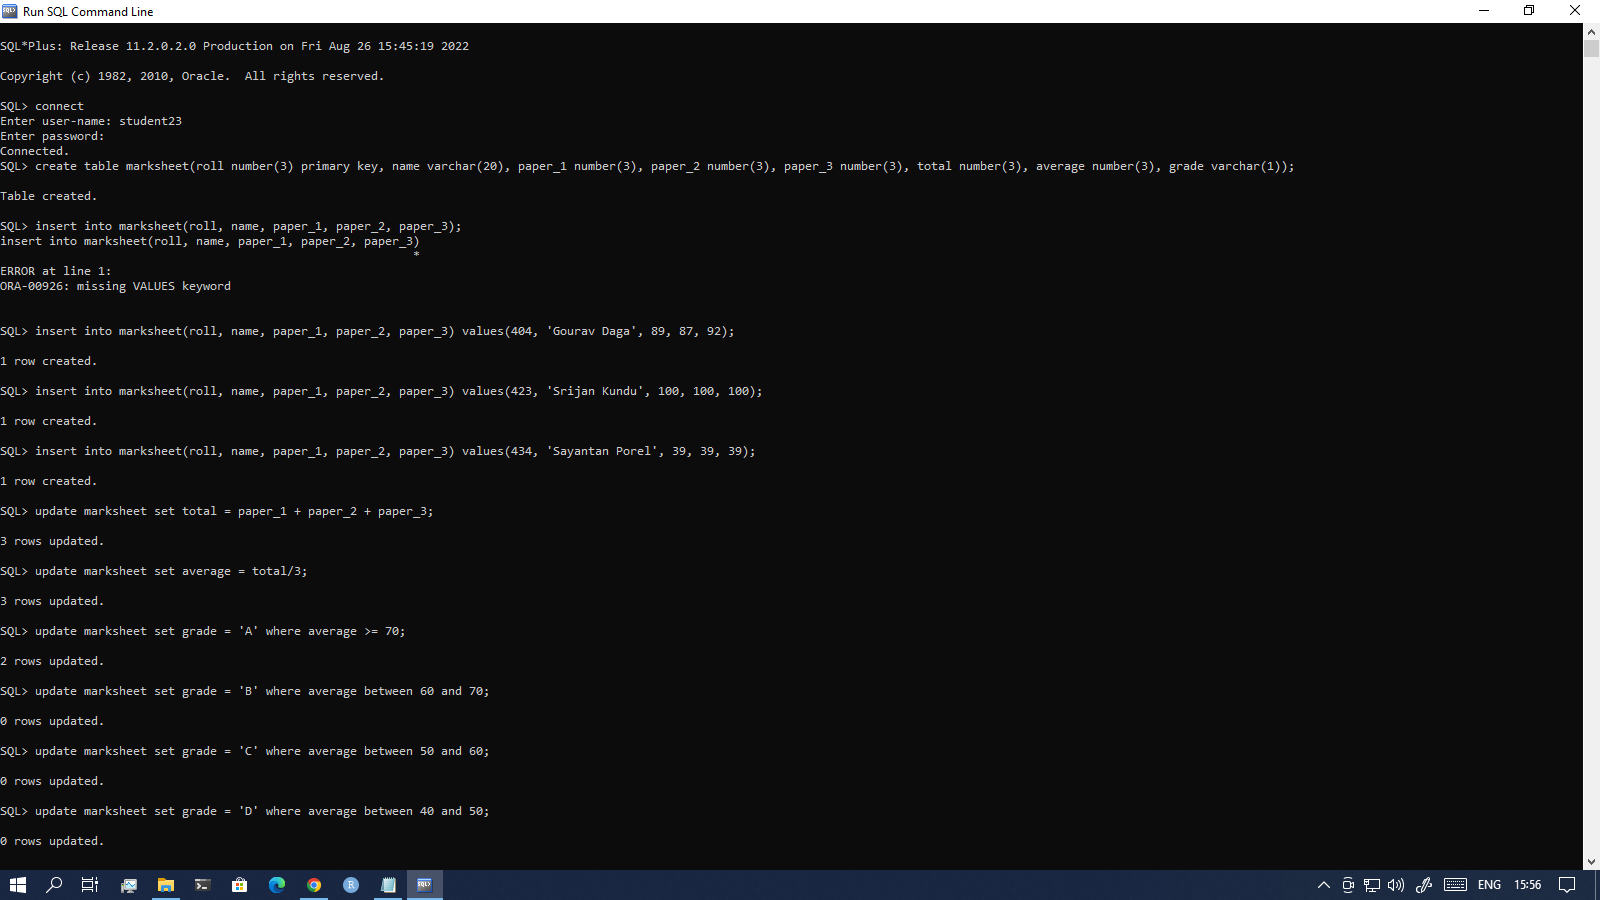 Run SQL Command Line
SQL*Plus: Release 11.2.0.2.0 Production on Fri Aug 26 15:45:19 2022
Copyright (c) 1982, 2010, Oracle.  All rights reserved.
SQL> connect
Enter user-name: student23
Enter password:
Connected.
SQL> create table marksheet(roll number(3) primary key, name varchar(20), paper_1 number(3), paper_2 number(3), paper_3 number(3), total number(3), average number(3), grade varchar(1));
Table created.
SQL> insert into marksheet(roll, name, paper_1, paper_2, paper_3);
insert into marksheet(roll, name, paper_1, paper_2, paper_3)
*
ERROR at line 1:
ORA-00926: missing VALUES keyword
SQL> insert into marksheet(roll, name, paper_1, paper_2, paper_3) values(404, 'Gourav Daga', 89, 87, 92);
1 row created.
SQL> insert into marksheet(roll, name, paper_1, paper_2, paper_3) values(423, 'Srijan Kundu', 100, 100, 100);
1 row created.
SQL> insert into marksheet(roll, name, paper_1, paper_2, paper_3) values(434, 'Sayantan Porel', 39, 39, 39);
1 row created.
SQL> update marksheet set total = paper_1 + paper_2 + paper_3;
3 rows updated.
SQL> update marksheet set average = total/3;
3 rows updated.
SQL> update marksheet set grade = 'A' where average >= 70;
2 rows updated.
SQL> update marksheet set grade = 'B' where average between 60 and 70;
0 rows updated.
SQL> update marksheet set grade = 'C' where average between 50 and 60;
0 rows updated.
SQL> update marksheet set grade = 'D' where average between 40 and 50;
0 rows updated.
ENG 15:56